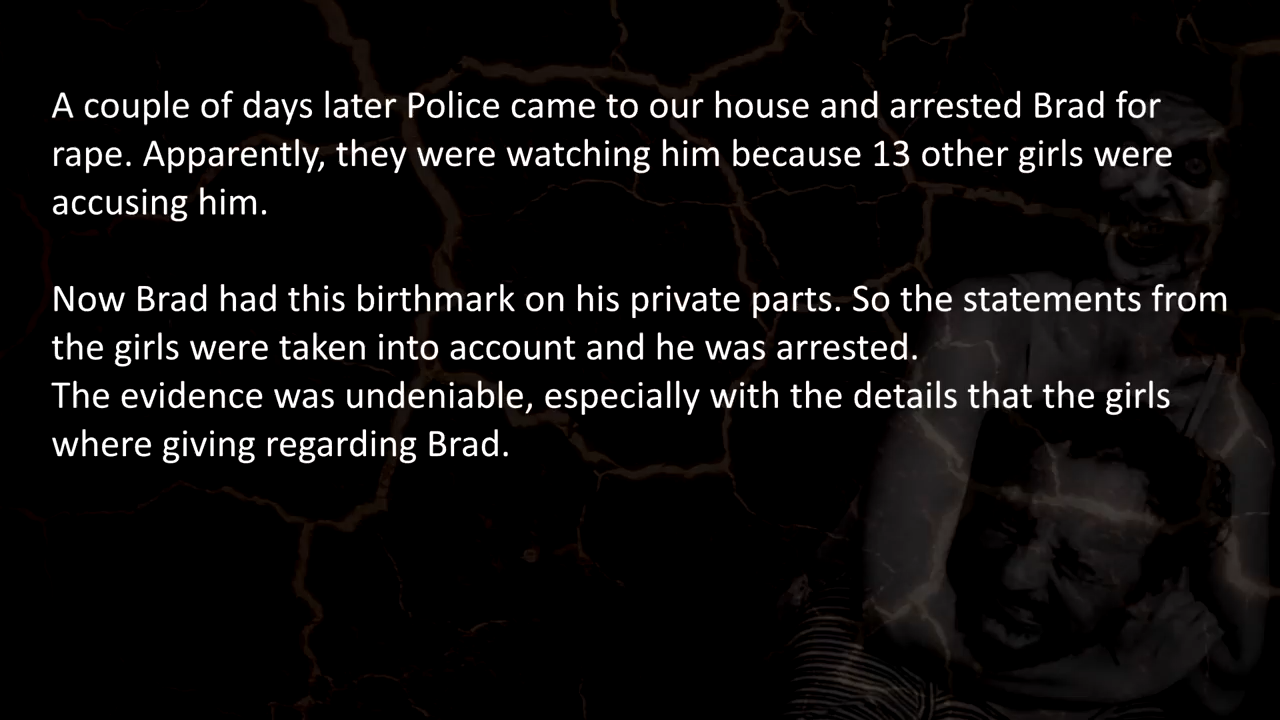 A couple of days later Police came to our house and arrested Brad for
rape. Apparently, they were watching him because 13 other girls were
accusing him.
Now Brad had this birthmark on his private parts. So the statements from
the girls were taken into account and he was arrested.
The evidence was undeniable, especially with the details that the girls
where giving regarding Brad.